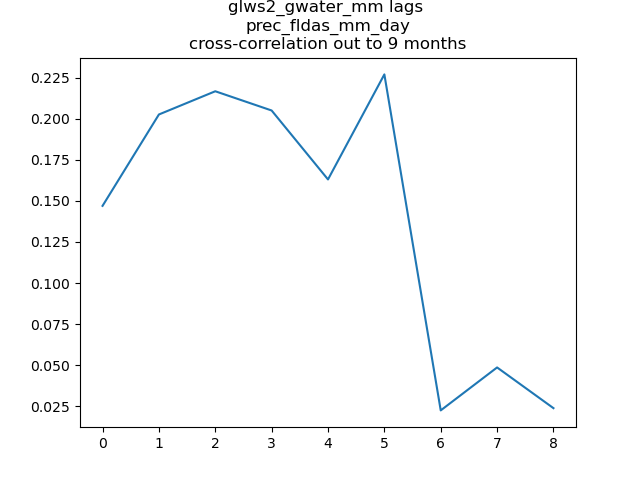 glws2_gwater_mm lags
prec_fldas_mm_day
cross-correlation out to 9 months
0.225
0.200
0.175
0.150
0.125
0.100
0.075
0.050
0.025
0 1 2 3 4 5 6 7 8